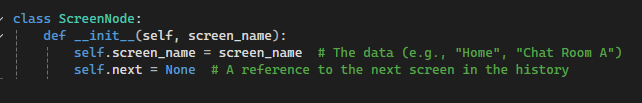 class ScreenNode:
def __init__(self, screen_name):
self.screen_name = screen_name  # The data (e.g., "Home", "Chat Room A")
self.next = None  # A reference to the next screen in the history